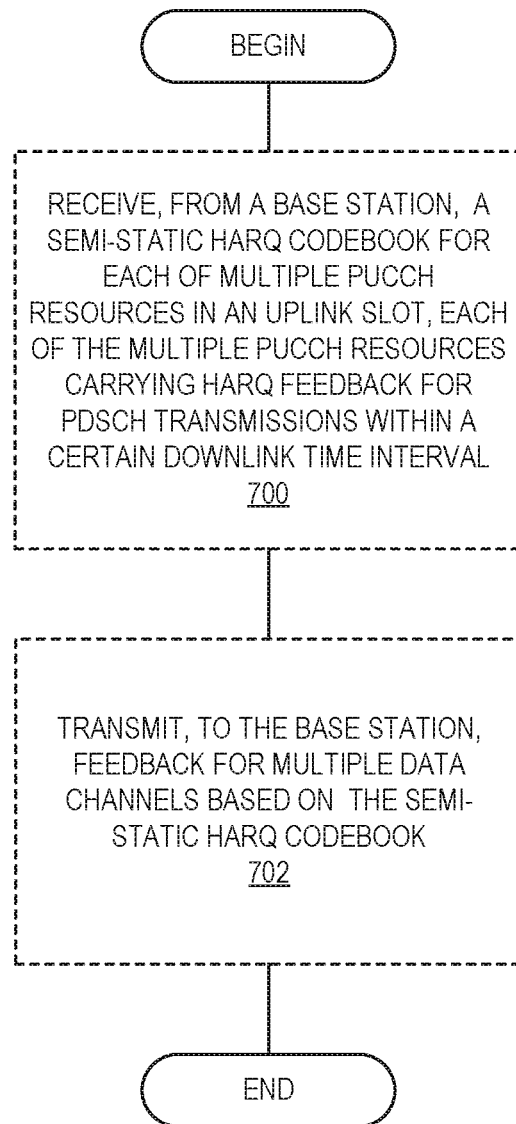 BEGIN
RECEIVE, FROM A BASE STATION, A
SEMI-STATIC HARQ CODEBOOK FOR
EACH OF MULTIPLE PUCCH
RESOURCES IN AN UPLINK SLOT, EACH
OF THE MULTIPLE PUCCH RESOURCES
CARRYING HARQ FEEDBACK FOR
PDSCH TRANSMISSIONS WITHIN A
CERTAIN DOWNLINK TIME INTERVAL
700
TRANSMIT, TO THE BASE STATION,
FEEDBACK FOR MULTIPLE DATA
CHANNELS BASED ON THE SEMI-
STATIC HARQ CODEBOOK
702
END